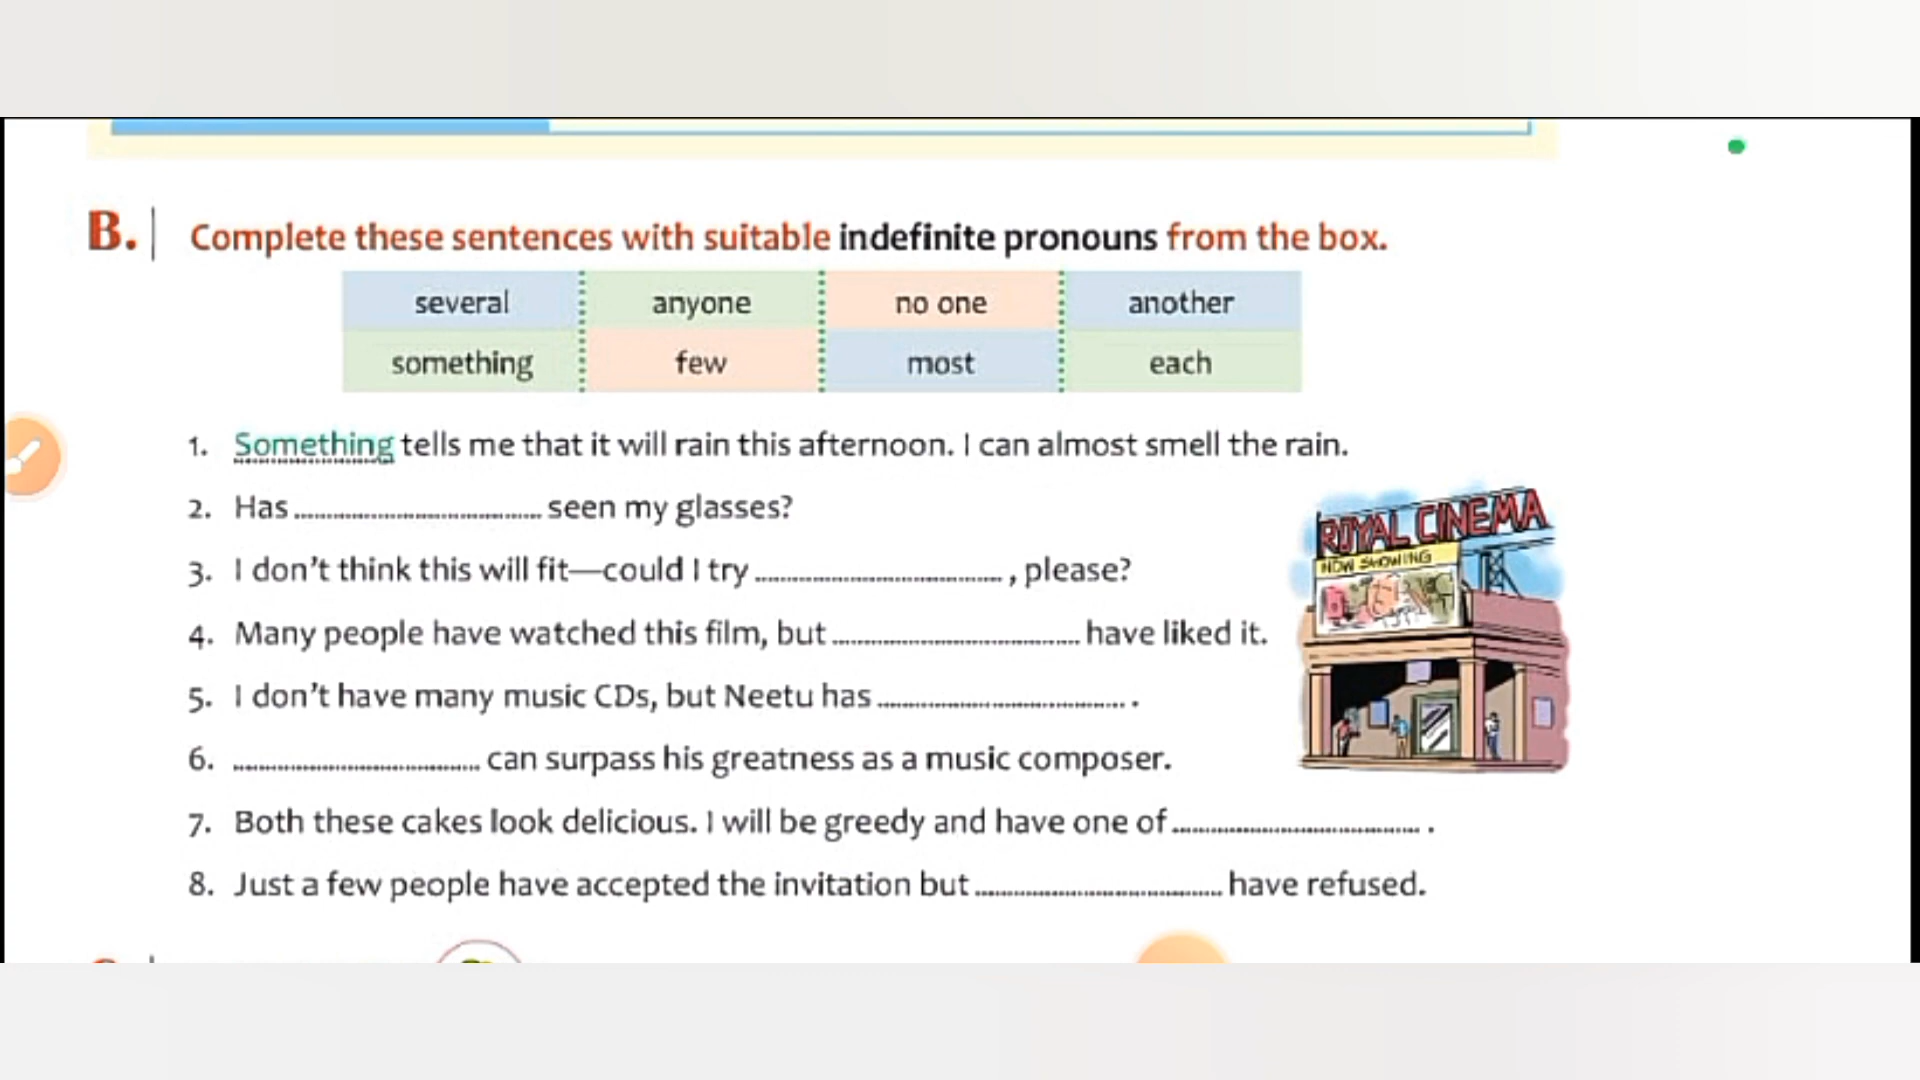 B. Complete these sentences with suitable indefinite pronouns from the box.
several anyone no one another
something few most each
1. Something tells me that it will rain this afternoon. I can almost smell the rain.
2. Has ........................................ seen my glasses?
3. I don't think this will fit—could I try ........................................ , please?
4. Many people have watched this film, but ........................................ have liked it.
5. I don't have many music CDs, but Neetu has ........................................ .
6. ........................................ can surpass his greatness as a music composer.
7. Both these cakes look delicious. I will be greedy and have one of ........................................ .
8. Just a few people have accepted the invitation but ........................................ have refused.
ROYAL CINEMA
NOW SHOWING